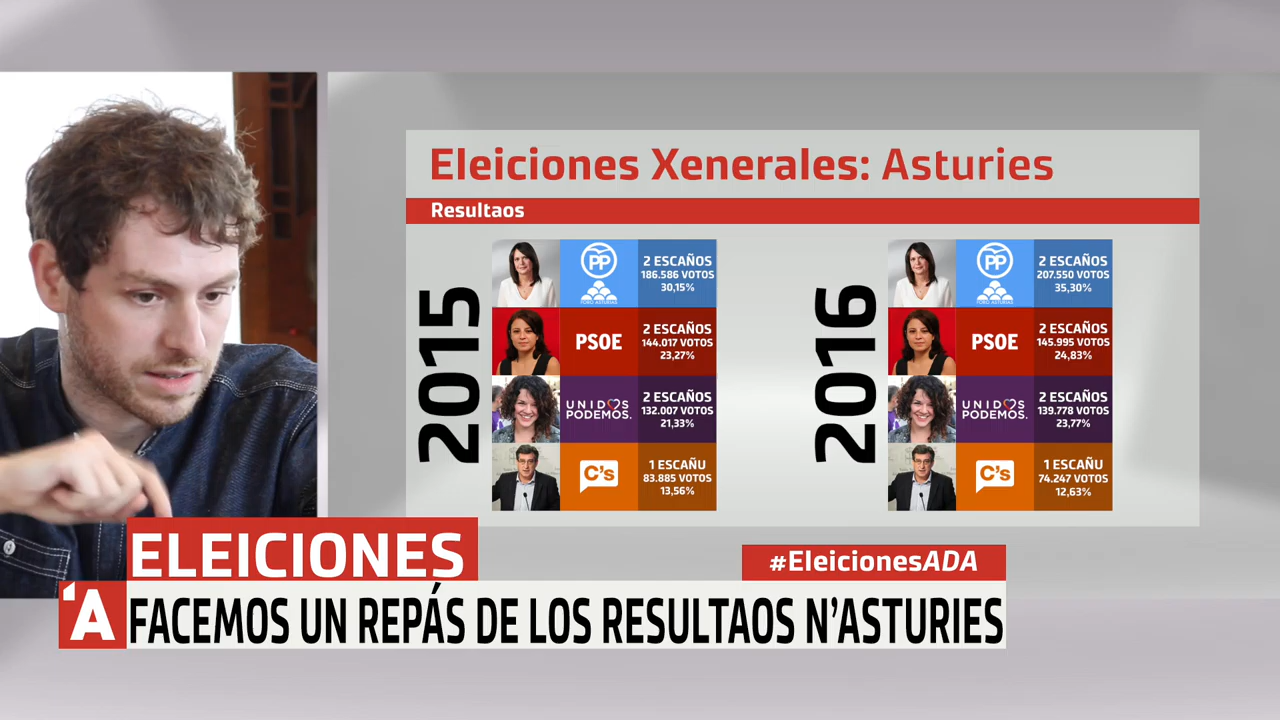 Eleiciones Xenerales: Asturies
Resultaos
2015
PP
FORO ASTURIAS
2 ESCAÑOS
186.586 VOTOS
30,15%
PSOE
2 ESCAÑOS
144.017 VOTOS
23,27%
UNIDOS
PODEMOS.
2 ESCAÑOS
132.007 VOTOS
21,33%
C's
1 ESCAÑU
83.885 VOTOS
13,56%
2016
PP
FORO ASTURIAS
2 ESCAÑOS
207.550 VOTOS
35,30%
PSOE
2 ESCAÑOS
145.995 VOTOS
24,83%
UNIDOS
PODEMOS.
2 ESCAÑOS
139.778 VOTOS
23,77%
C's
1 ESCAÑU
74.247 VOTOS
12,63%
ELEICIONES
#EleicionesADA
'A
FACEMOS UN REPÁS DE LOS RESULTAOS N'ASTURIES